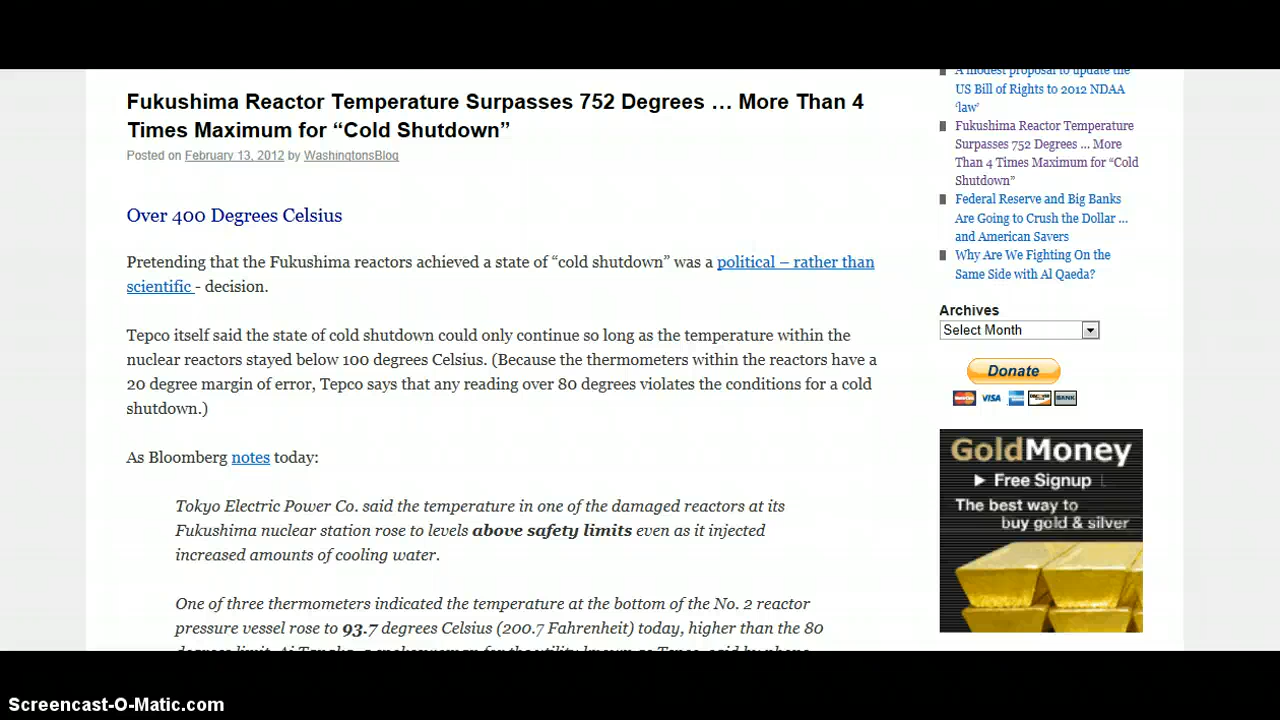 Fukushima Reactor Temperature Surpasses 752 Degrees … More Than 4
Times Maximum for “Cold Shutdown”
Posted on February 13, 2012 by WashingtonsBlog
Over 400 Degrees Celsius
Pretending that the Fukushima reactors achieved a state of “cold shutdown” was a political – rather than
scientific - decision.
Tepco itself said the state of cold shutdown could only continue so long as the temperature within the
nuclear reactors stayed below 100 degrees Celsius. (Because the thermometers within the reactors have a
20 degree margin of error, Tepco says that any reading over 80 degrees violates the conditions for a cold
shutdown.)
As Bloomberg notes today:
Tokyo Electric Power Co. said the temperature in one of the damaged reactors at its
Fukushima nuclear station rose to levels above safety limits even as it injected
increased amounts of cooling water.
One of three thermometers indicated the temperature at the bottom of the No. 2 reactor
pressure vessel rose to 93.7 degrees Celsius (200.7 Fahrenheit) today, higher than the 80
A modest proposal to update the
US Bill of Rights to 2012 NDAA
‘law’
Fukushima Reactor Temperature
Surpasses 752 Degrees … More
Than 4 Times Maximum for “Cold
Shutdown”
Federal Reserve and Big Banks
Are Going to Crush the Dollar …
and American Savers
Why Are We Fighting On the
Same Side with Al Qaeda?
Archives
Select Month
Donate
VISA
BANK
GoldMoney
Free Signup
The best way to
buy gold & silver
Screencast-O-Matic.com